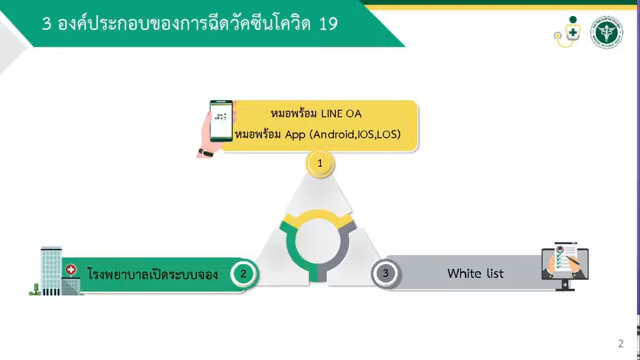 3 องค์ประกอบของการฉีดวัคซีนโควิด 19
หมอพร้อม LINE OA
หมอพร้อม App (Android,IOS,LOS)
1
โรงพยาบาลเปิดระบบจอง
2
3
White list
2